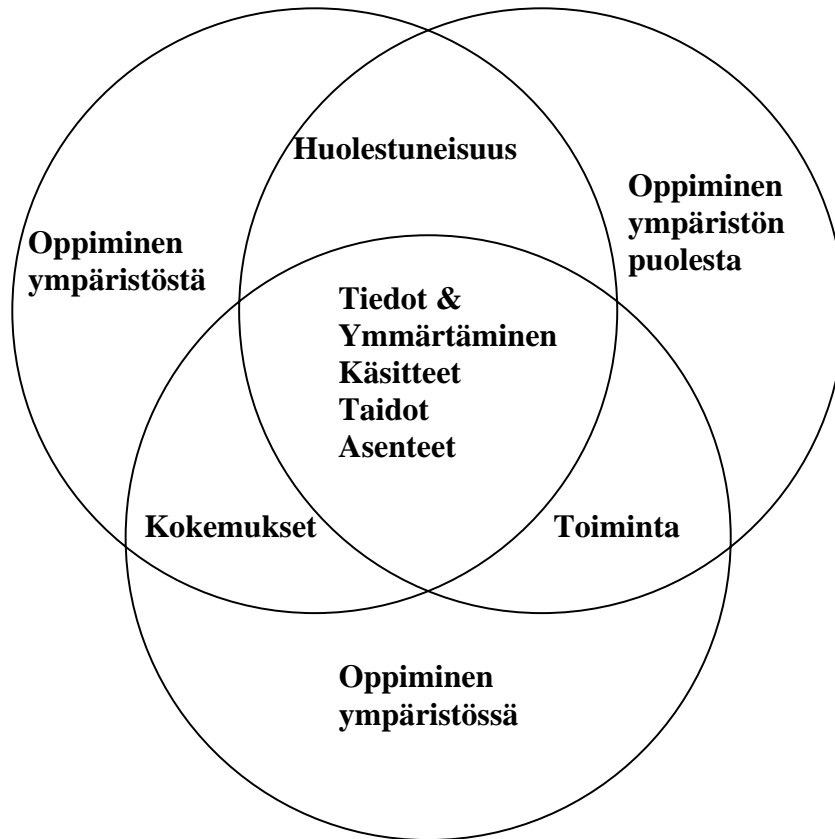 Huolestuneisuus
Oppiminen
ympäristöstä
Oppiminen
ympäristön
puolesta
Tiedot &
Ymmärtäminen
Käsitteet
Taidot
Asenteet
Kokemukset
Toiminta
Oppiminen
ympäristössä